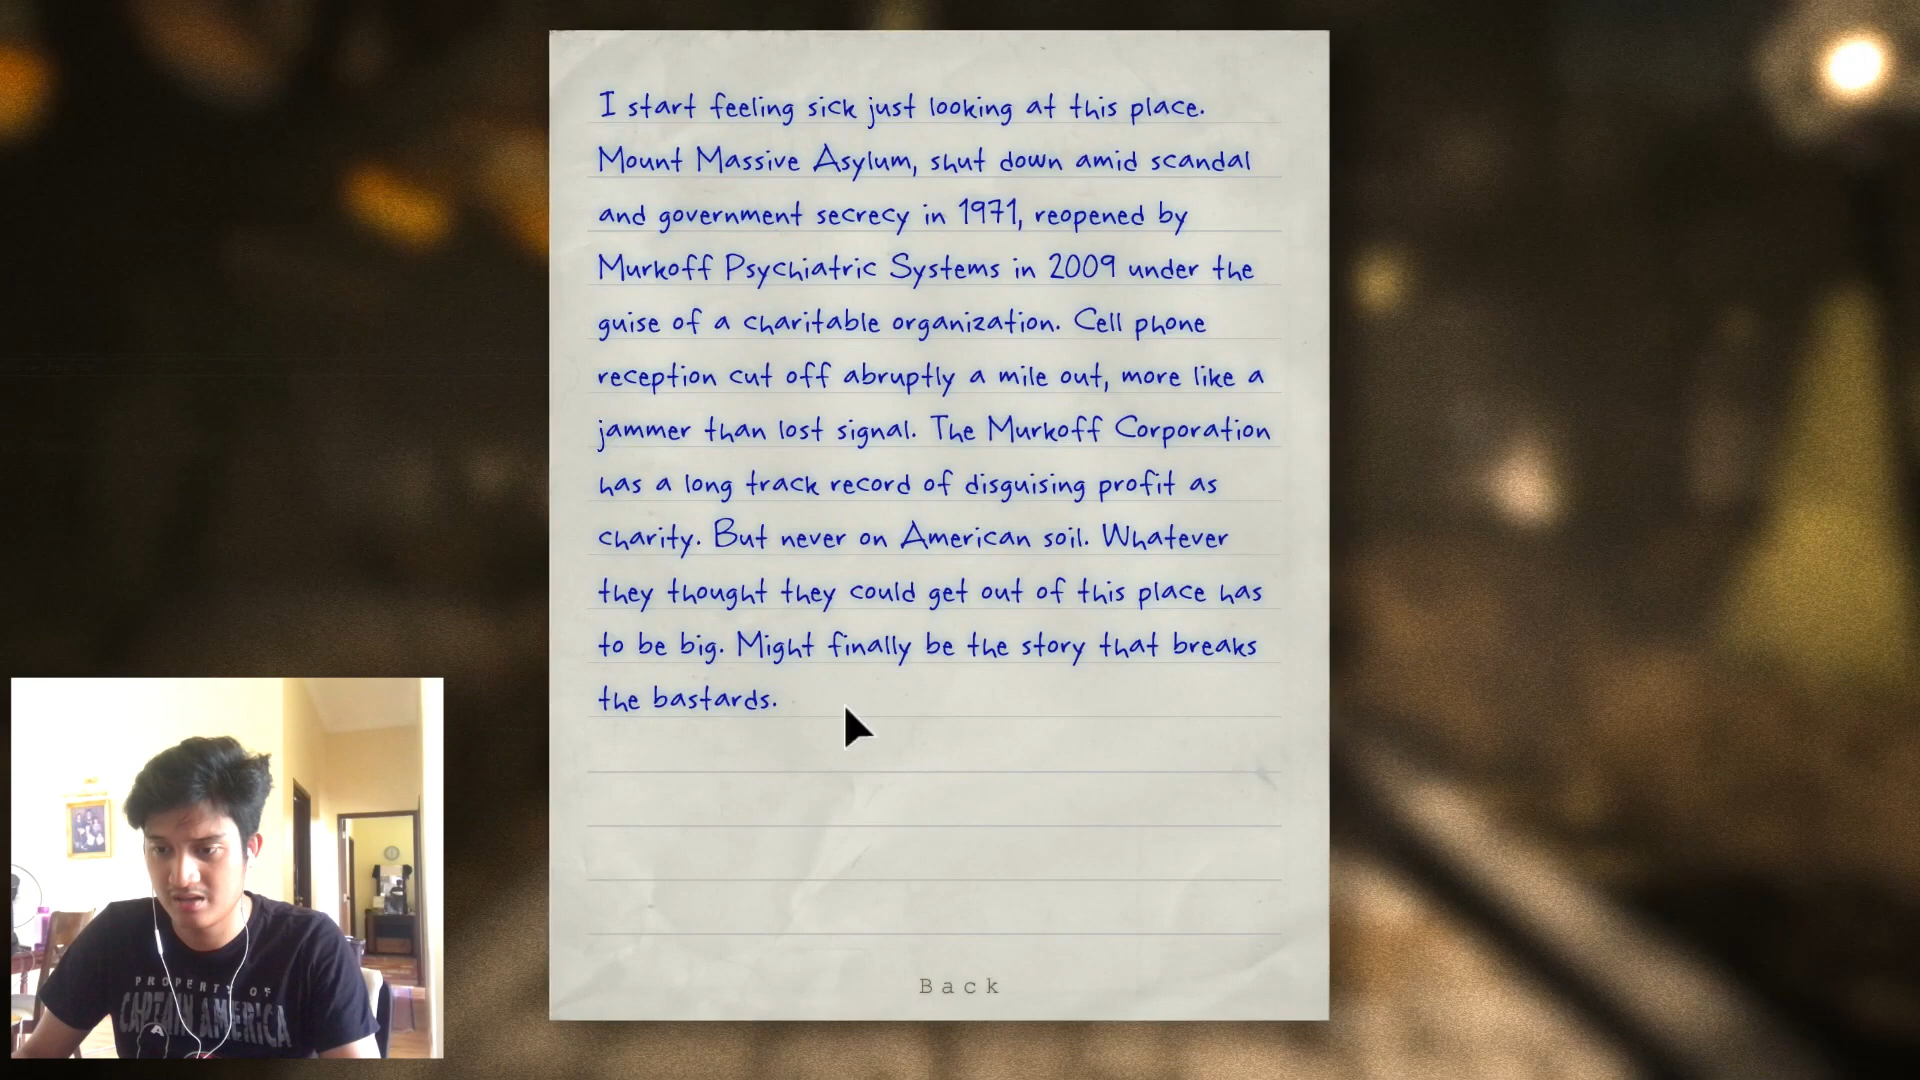 I start feeling sick just looking at this place.
Mount Massive Asylum, shut down amid scandal
and government secrecy in 1971, reopened by
Murkoff Psychiatric Systems in 2009 under the
guise of a charitable organization. Cell phone
reception cut off abruptly a mile out, more like a
jammer than lost signal. The Murkoff Corporation
has a long track record of disguising profit as
charity. But never on American soil. Whatever
they thought they could get out of this place has
to be big. Might finally be the story that breaks
the bastards.
Back
PROPERTY OF
CAPTAIN AMERICA